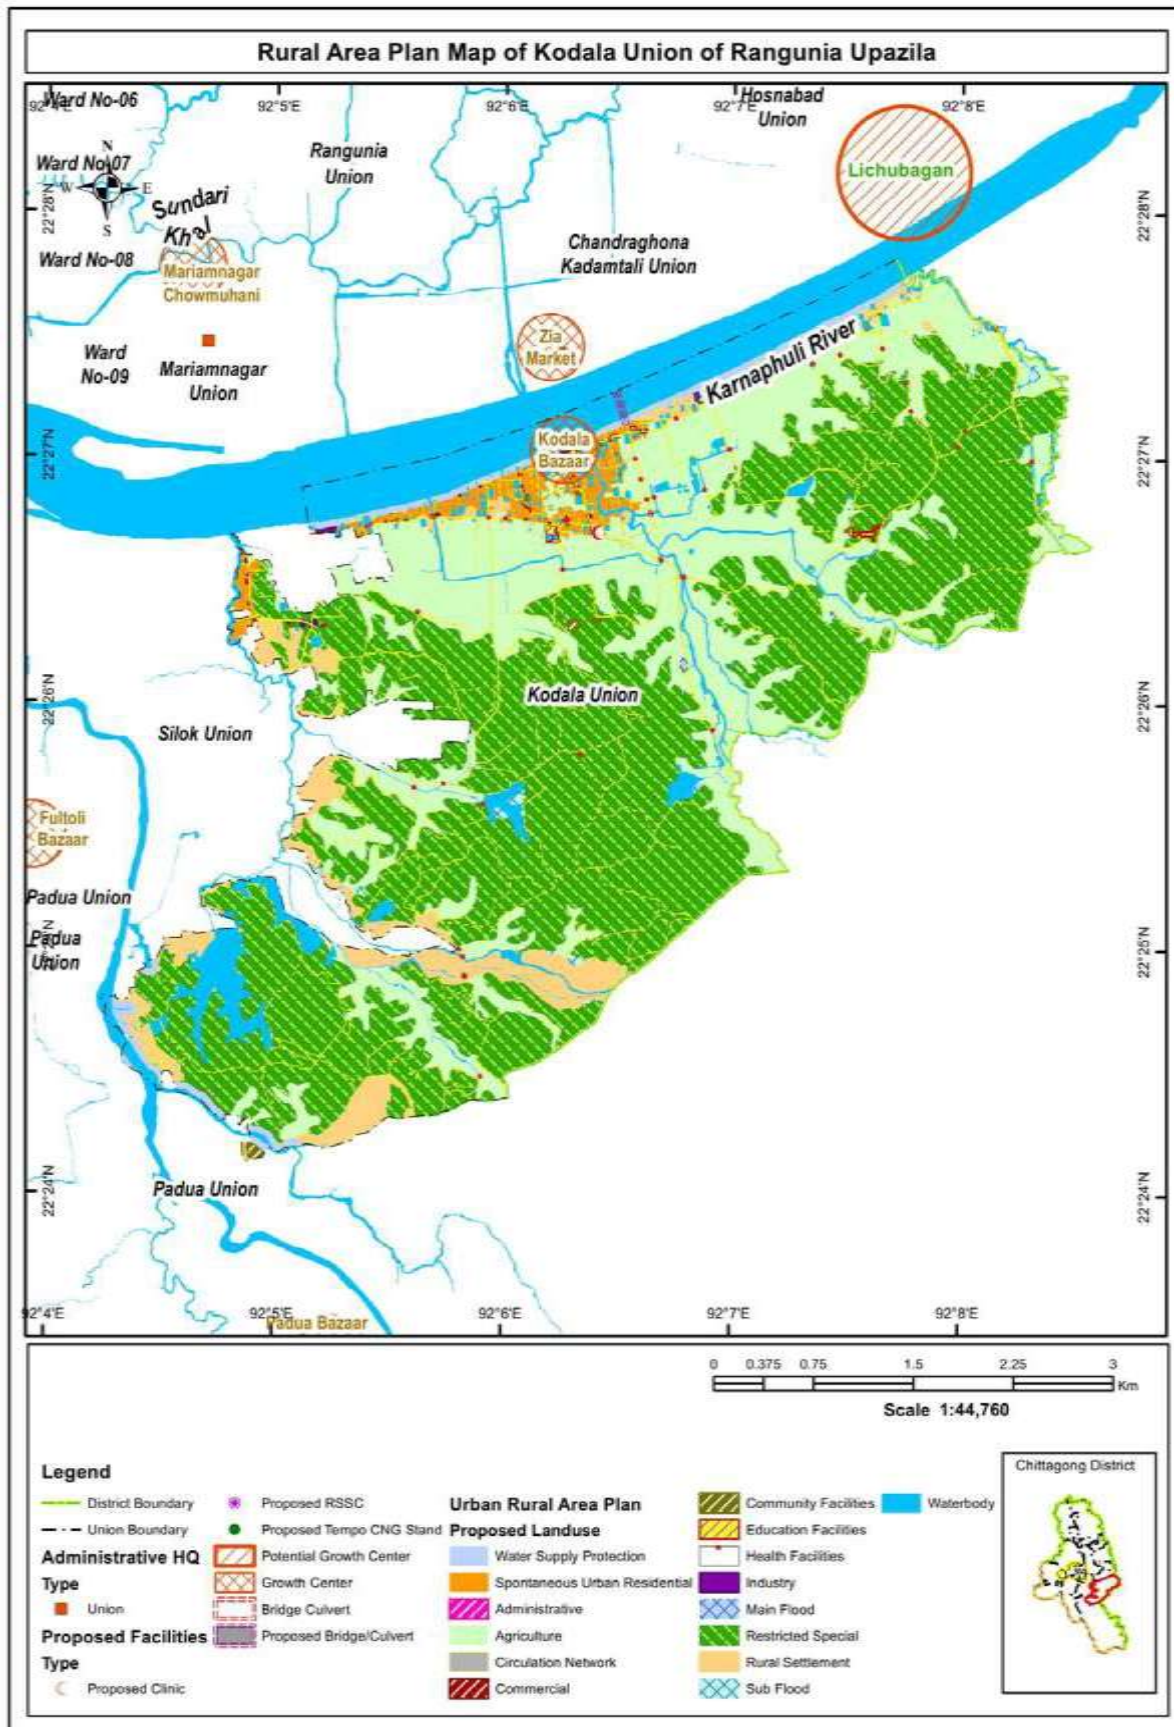 Rural Area Plan Map of Kodala Union of Rangunia Upazila
92°4'E
92°5'E
92°6'E
92°7'E
92°8'E
Ward No-06
Hosnabad
Union
Ward No-07
N
W
E
S
Rangunia
Union
Lichubagan
Sundari
Khal
22°28'N
22°28'N
Ward No-08
Mariamnagar
Chowmuhani
Chandraghona
Kadamtali Union
Zia
Market
Ward
No-09
Mariamnagar
Union
Karnaphuli River
22°27'N
22°27'N
Kodala
Bazaar
22°26'N
22°26'N
Kodala Union
Silok Union
Fultoli
Bazaar
Padua Union
Padua
Union
22°25'N
22°24'N
22°24'N
Padua Union
92°4'E
92°5'E
92°6'E
92°7'E
92°8'E
Padua Bazaar
0 0.375 0.75 1.5 2.25 3
Km
Scale 1:44,760
Legend
District Boundary
Union Boundary
Administrative HQ
Type
Union
Proposed Facilities
Type
Proposed Clinic
Proposed RSSC
Proposed Tempo CNG Stand
Potential Growth Center
Growth Center
Bridge Culvert
Proposed Bridge/Culvert
Urban Rural Area Plan
Proposed Landuse
Water Supply Protection
Spontaneous Urban Residential
Administrative
Agriculture
Circulation Network
Commercial
Community Facilities
Education Facilities
Health Facilities
Industry
Main Flood
Restricted Special
Rural Settlement
Sub Flood
Waterbody
Chittagong District